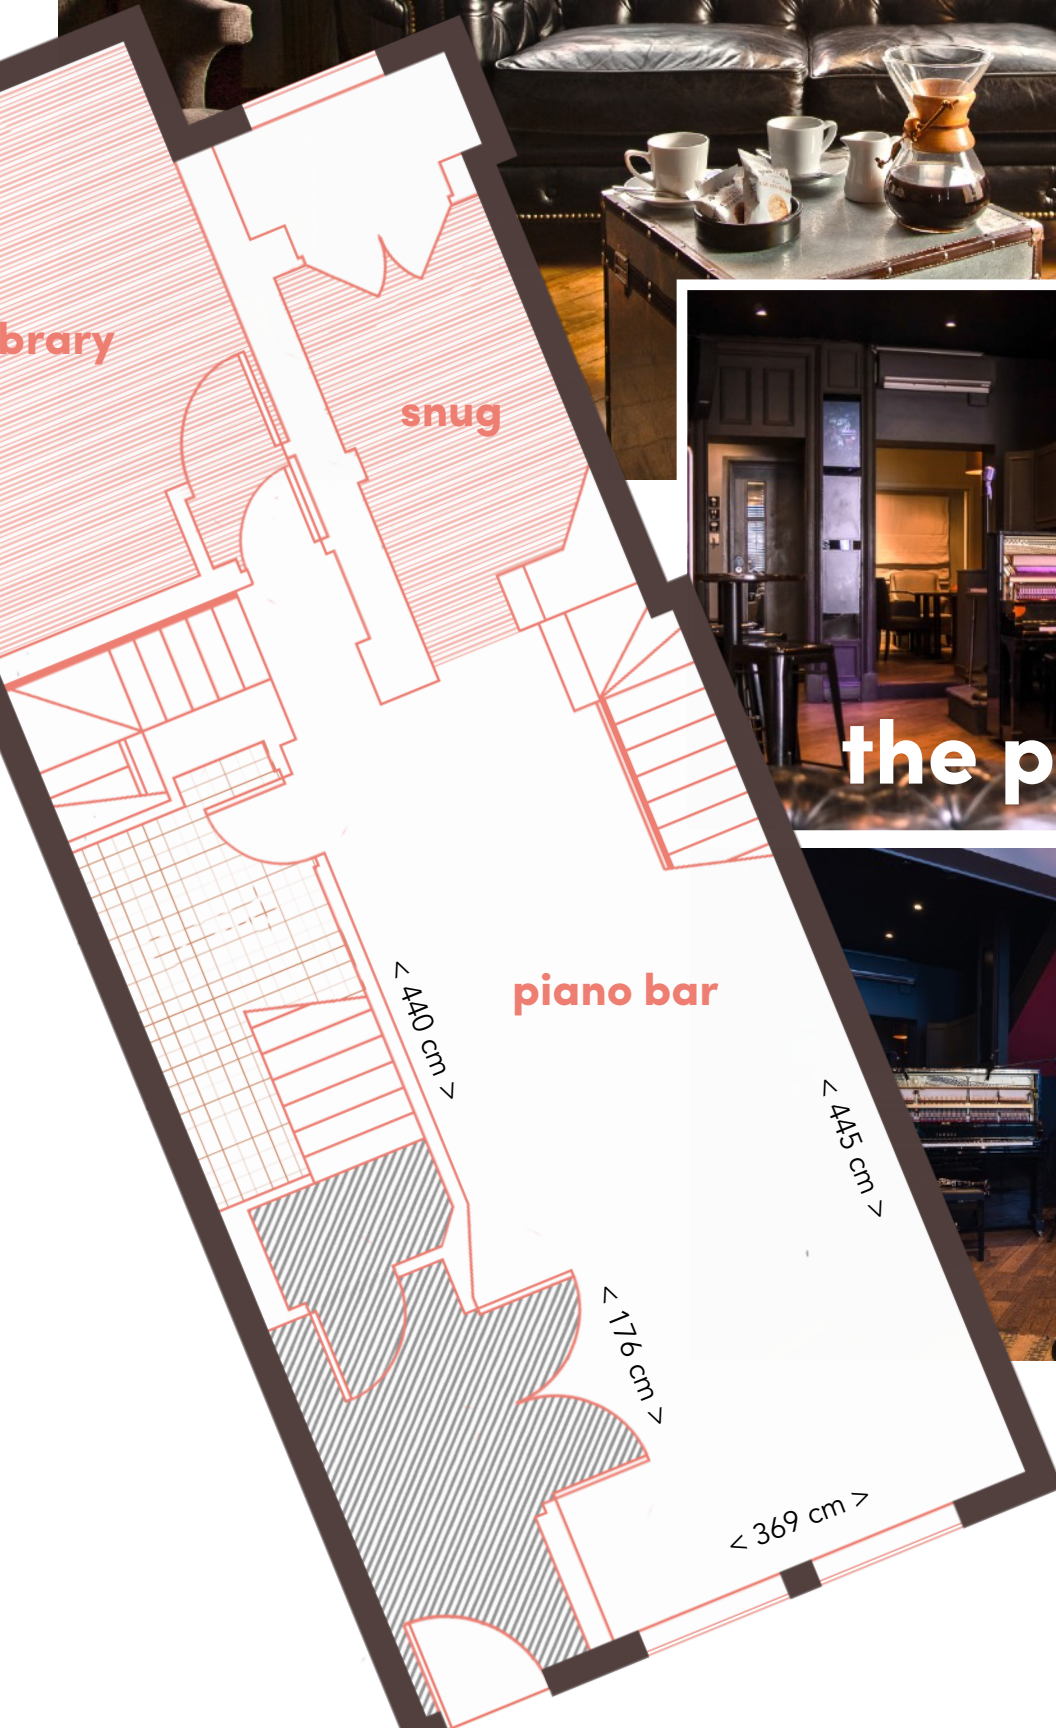 brary
snug
the p
< 440 cm >
piano bar
< 445 cm >
< 176 cm >
< 369 cm >